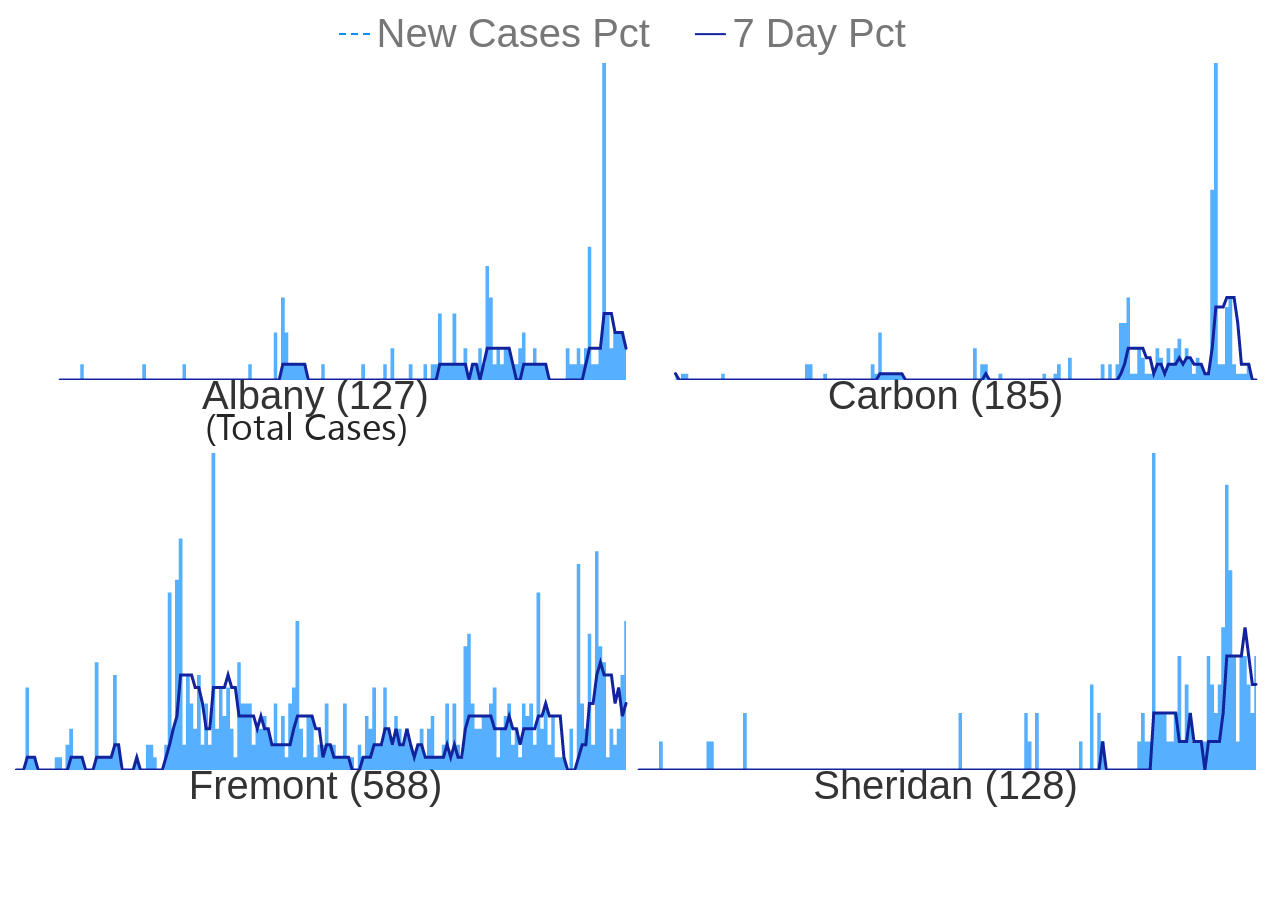 New Cases Pct 7 Day Pct
Albany (127) Carbon (185)
(Total Cases)
Fremont (588) Sheridan (128)